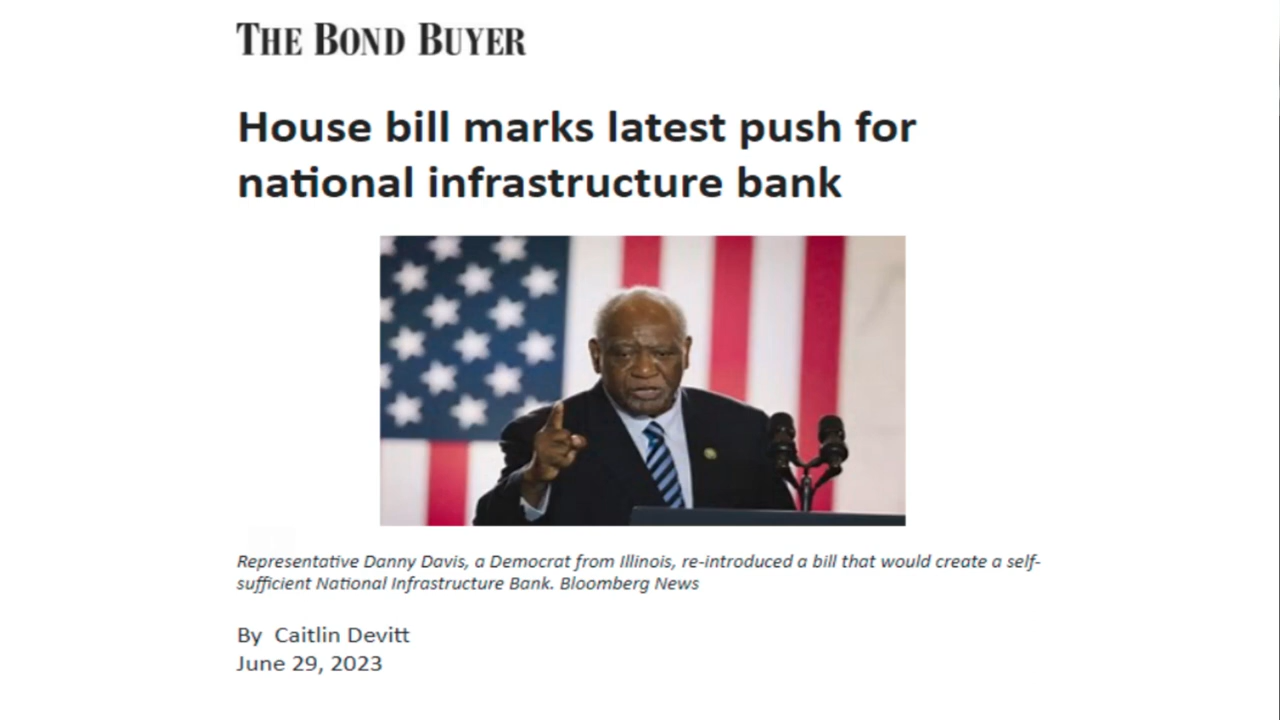 THE BOND BUYER
House bill marks latest push for
national infrastructure bank
Representative Danny Davis, a Democrat from Illinois, re-introduced a bill that would create a self-
sufficient National Infrastructure Bank. Bloomberg News
By Caitlin Devitt
June 29, 2023